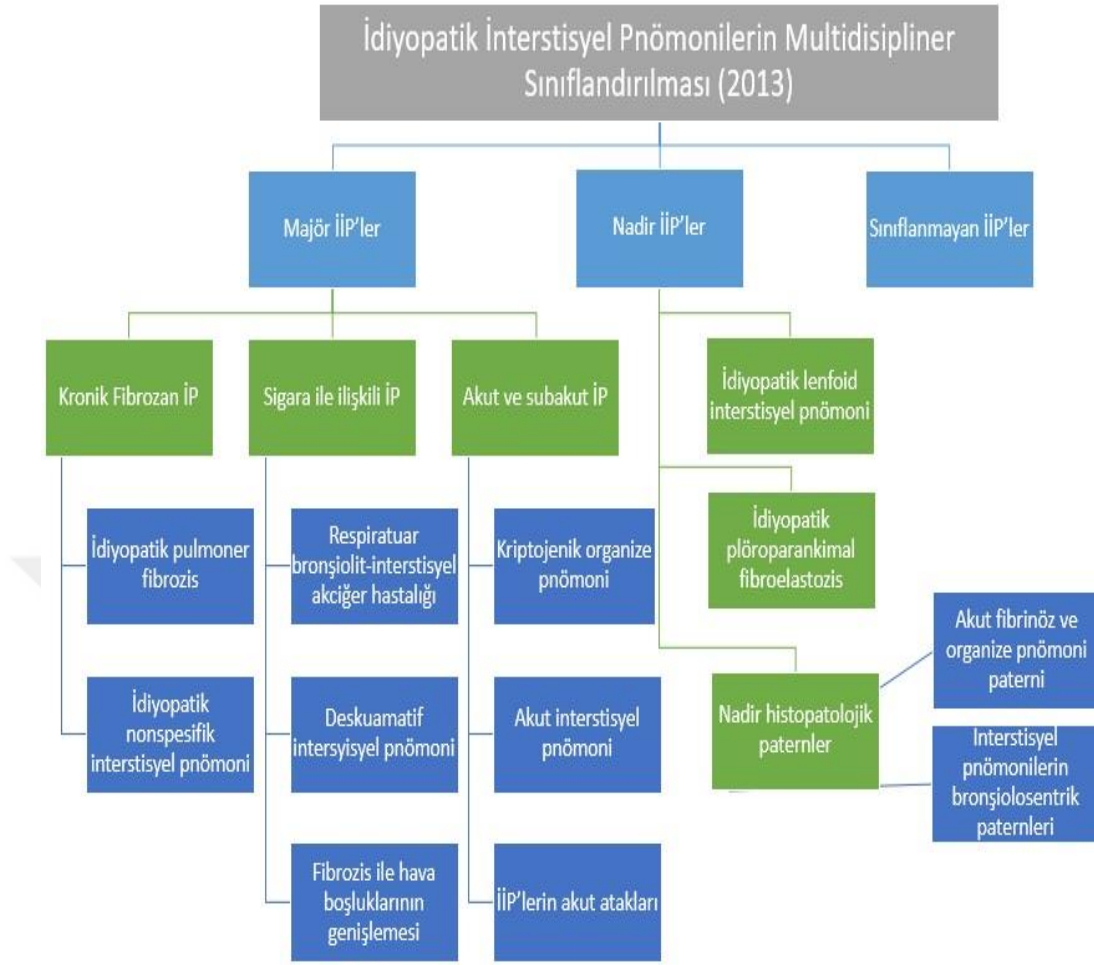 İdiyopatik İnterstisyel Pnömonilerin Multidisipliner
Sınıflandırılması (2013)
Majör İİP'ler
Nadir İİP'ler
Sınıflanmayan İİP'ler
Kronik Fibrozan İP
Sigara ile ilişkili İP
Akut ve subakut İP
İdiyopatik lenfoid
interstisyel pnömoni
İdiyopatik pulmoner
fibrozis
Respiratuar
bronşiolit-interstisyel
akciğer hastalığı
Kriptojenik organize
pnömoni
İdiyopatik
plöroparankimal
fibroelastozis
İdiyopatik
nonspesifik
interstisyel pnömoni
Deskuamatif
intersyisyel pnömoni
Akut interstisyel
pnömoni
Nadir histopatolojik
paternler
Akut fibrinöz ve
organize pnömoni
paterni
Interstisyel
pnömonilerin
bronşiolosentrik
paternleri
Fibrozis ile hava
boşluklarının
genişlemesi
İİP'lerin akut atakları